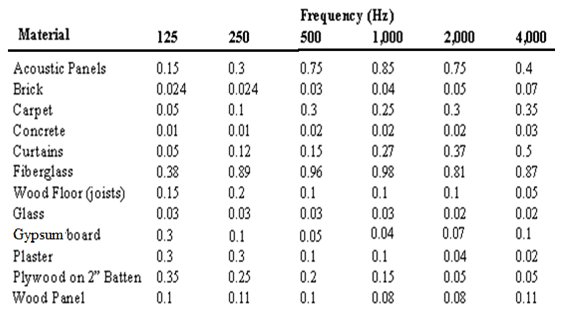 Frequency (Hz)
Material 125 250 500 1,000 2,000 4,000
Acoustic Panels 0.15 0.3 0.75 0.85 0.75 0.4
Brick 0.024 0.024 0.03 0.04 0.05 0.07
Carpet 0.05 0.1 0.3 0.25 0.3 0.35
Concrete 0.01 0.01 0.02 0.02 0.02 0.03
Curtains 0.05 0.12 0.15 0.27 0.37 0.5
Fiberglass 0.38 0.89 0.96 0.98 0.81 0.87
Wood Floor (joists) 0.15 0.2 0.1 0.1 0.1 0.05
Glass 0.03 0.03 0.03 0.03 0.02 0.02
Gypsum board 0.3 0.1 0.05 0.04 0.07 0.1
Plaster 0.3 0.3 0.1 0.1 0.04 0.02
Plywood on 2” Batten 0.35 0.25 0.2 0.15 0.05 0.05
Wood Panel 0.1 0.11 0.1 0.08 0.08 0.11